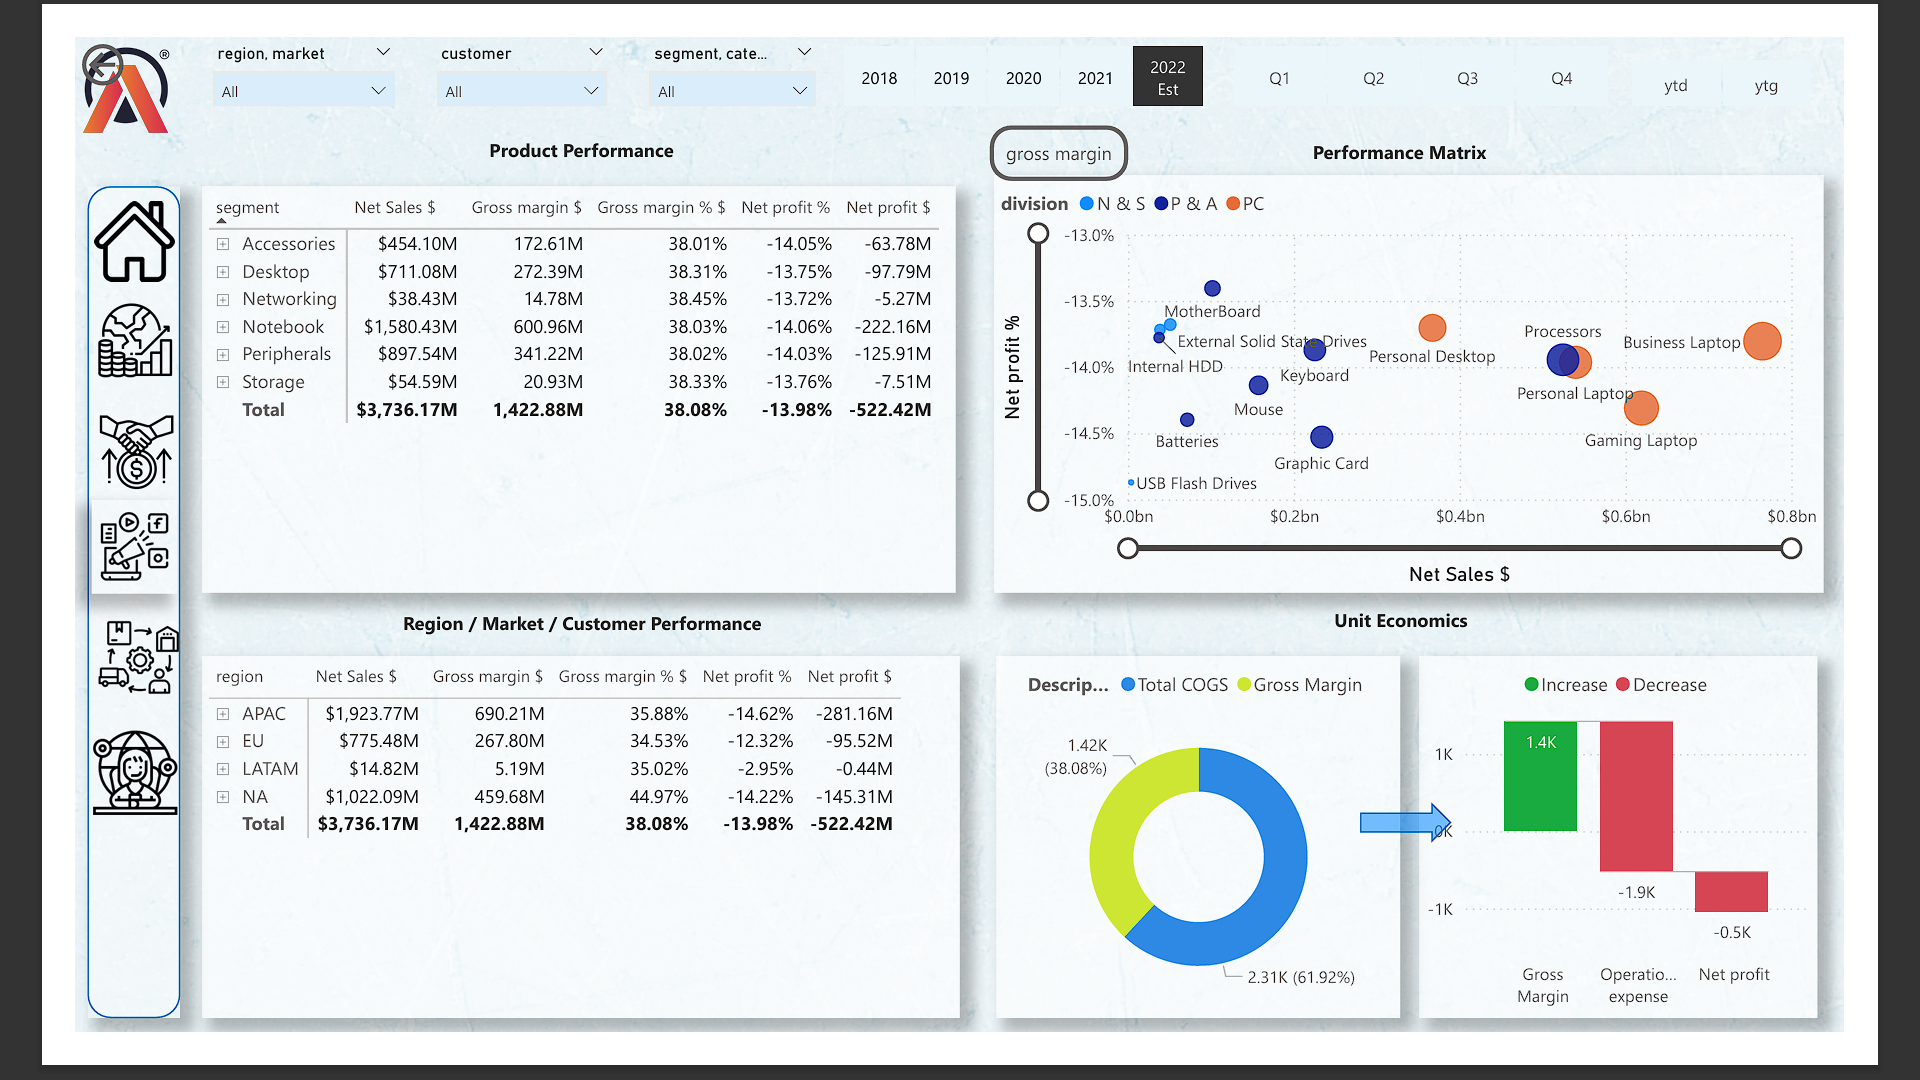 ®
region, market
customer
segment, cate...
All
All
All
2018
2019
2020
2021
2022
Est
Q1
Q2
Q3
Q4
ytd
ytg
Product Performance
segment Net Sales $ Gross margin $ Gross margin % $ Net profit % Net profit $
Accessories $454.10M 172.61M 38.01% -14.05% -63.78M
Desktop $711.08M 272.39M 38.31% -13.75% -97.79M
Networking $38.43M 14.78M 38.45% -13.72% -5.27M
Notebook $1,580.43M 600.96M 38.03% -14.06% -222.16M
Peripherals $897.54M 341.22M 38.02% -14.03% -125.91M
Storage $54.59M 20.93M 38.33% -13.76% -7.51M
Total $3,736.17M 1,422.88M 38.08% -13.98% -522.42M
gross margin
Performance Matrix
division N & S P & A PC
Net profit %
-13.0%
-13.5%
-14.0%
-14.5%
-15.0%
MotherBoard
External Solid State Drives
Internal HDD
Keyboard
Personal Desktop
Processors
Business Laptop
Mouse
Personal Laptop
Batteries
Graphic Card
Gaming Laptop
USB Flash Drives
$0.0bn $0.2bn $0.4bn $0.6bn $0.8bn
Net Sales $
Region / Market / Customer Performance
region Net Sales $ Gross margin $ Gross margin % $ Net profit % Net profit $
APAC $1,923.77M 690.21M 35.88% -14.62% -281.16M
EU $775.48M 267.80M 34.53% -12.32% -95.52M
LATAM $14.82M 5.19M 35.02% -2.95% -0.44M
NA $1,022.09M 459.68M 44.97% -14.22% -145.31M
Total $3,736.17M 1,422.88M 38.08% -13.98% -522.42M
Unit Economics
Descrip... Total COGS Gross Margin
1.42K
(38.08%)
2.31K (61.92%)
Increase Decrease
1K
0K
-1K
1.4K
-1.9K
-0.5K
Gross
Margin
Operatio...
expense
Net profit